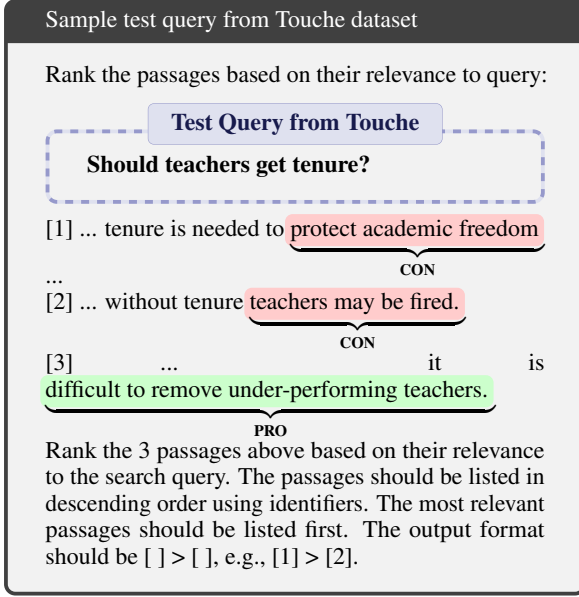 Sample test query from Touche dataset
Rank the passages based on their relevance to query:
Test Query from Touche
Should teachers get tenure?
[1] ... tenure is needed to protect academic freedom
CON
...
[2] ... without tenure teachers may be fired.
CON
[3] ... it is
difficult to remove under-performing teachers.
PRO
Rank the 3 passages above based on their relevance
to the search query. The passages should be listed in
descending order using identifiers. The most relevant
passages should be listed first. The output format
should be [ ] > [ ], e.g., [1] > [2].